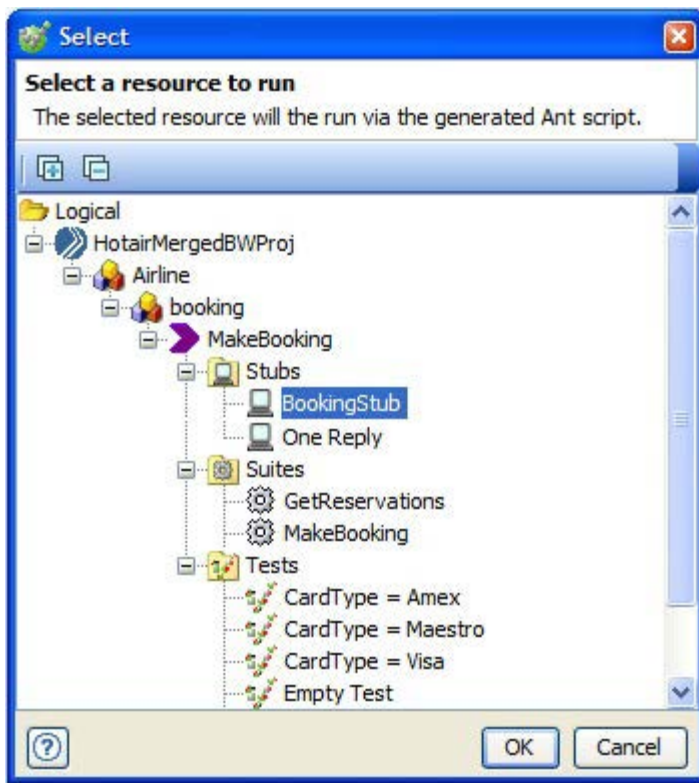 Select
Select a resource to run
The selected resource will the run via the generated Ant script.
Logical
HotairMergedBWProj
Airline
booking
MakeBooking
Stubs
BookingStub
One Reply
Suites
GetReservations
MakeBooking
Tests
CardType = Amex
CardType = Maestro
CardType = Visa
Empty Test
OK Cancel